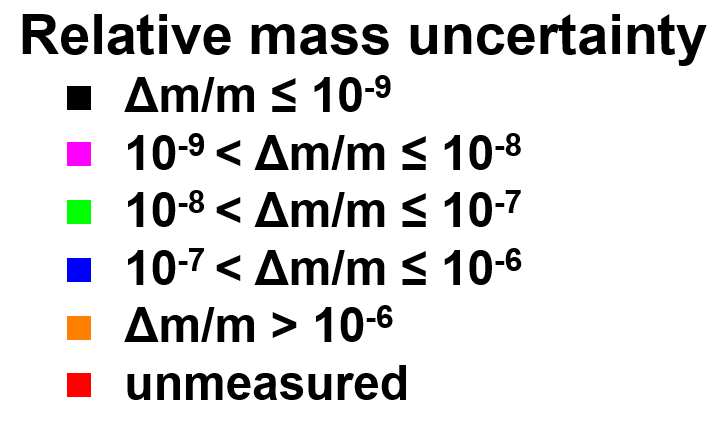 Relative mass uncertainty
Δm/m ≤ 10⁻⁹
10⁻⁹ < Δm/m ≤ 10⁻⁸
10⁻⁸ < Δm/m ≤ 10⁻⁷
10⁻⁷ < Δm/m ≤ 10⁻⁶
Δm/m > 10⁻⁶
unmeasured